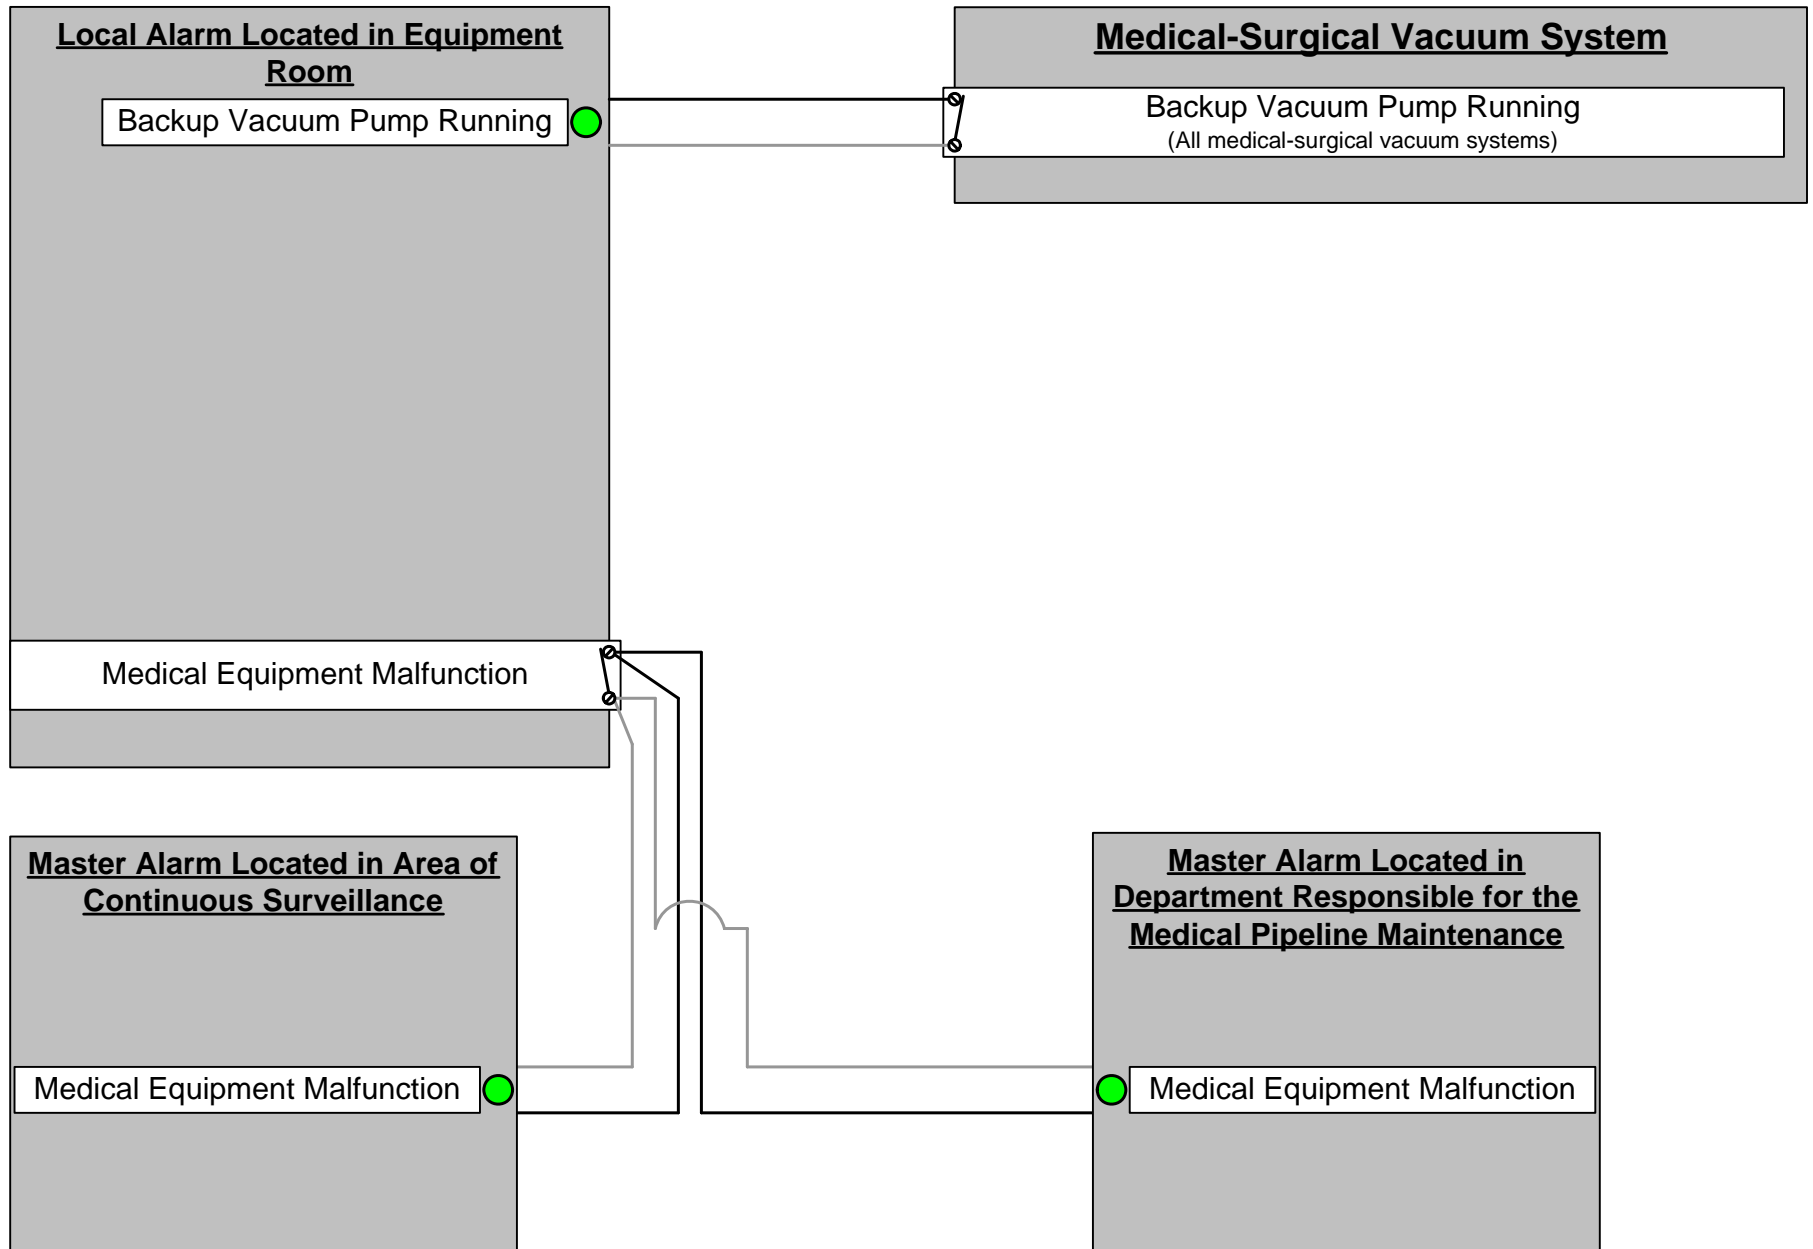 Local Alarm Located in Equipment
Room
Backup Vacuum Pump Running
Medical-Surgical Vacuum System
Backup Vacuum Pump Running
(All medical-surgical vacuum systems)
Medical Equipment Malfunction
Master Alarm Located in Area of
Continuous Surveillance
Medical Equipment Malfunction
Master Alarm Located in
Department Responsible for the
Medical Pipeline Maintenance
Medical Equipment Malfunction